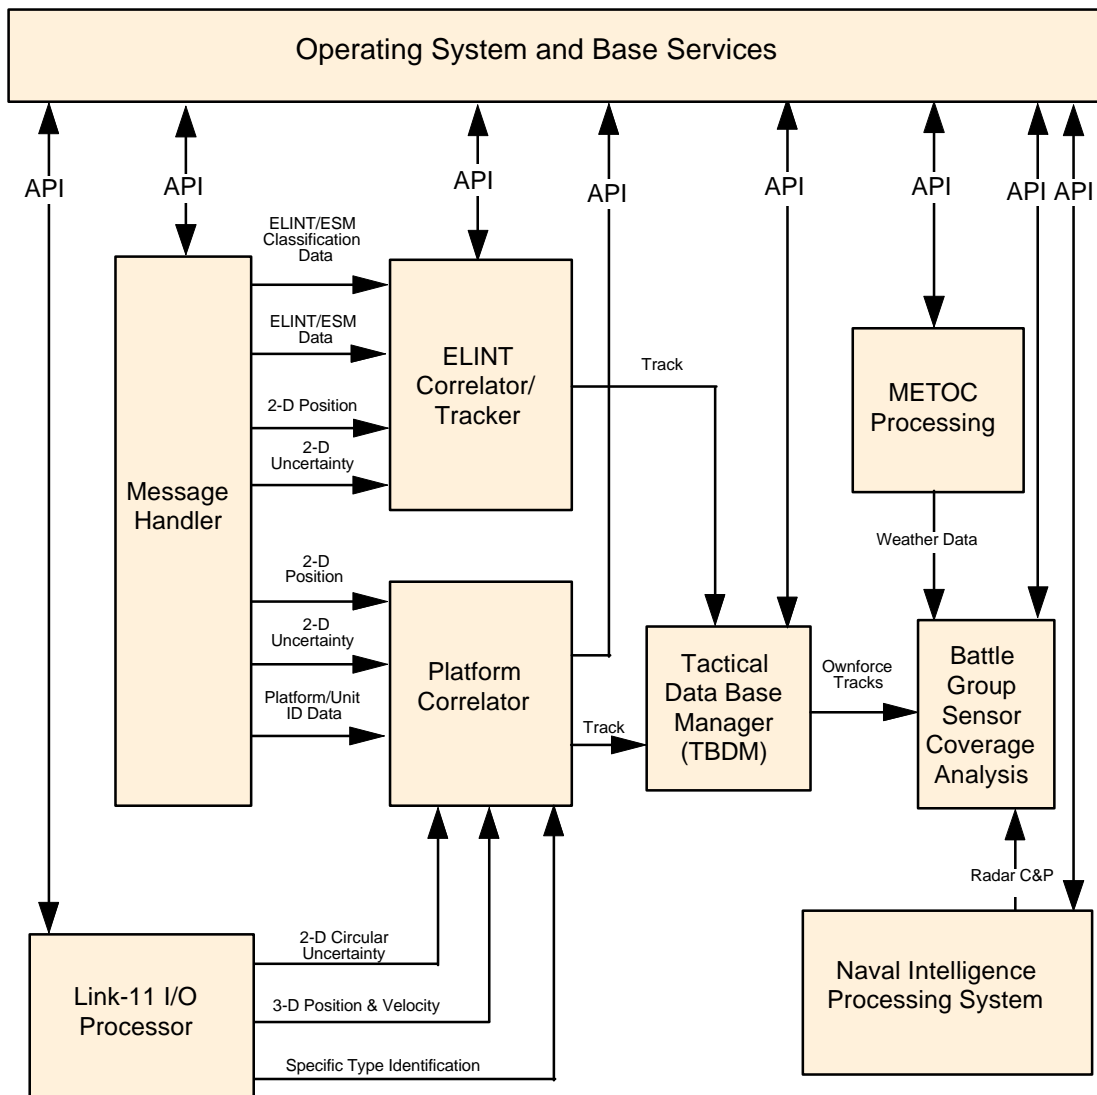 Operating System and Base Services
API
API
API
API
API
API
API
API
ELINT/ESM
Classification
Data
ELINT/ESM
Data
2-D Position
2-D
Uncertainty
Message
Handler
2-D
Position
2-D
Uncertainty
Platform/Unit
ID Data
ELINT
Correlator/
Tracker
Track
METOC
Processing
Weather Data
Platform
Correlator
Track
Tactical
Data Base
Manager
(TBDM)
Ownforce
Tracks
Battle
Group
Sensor
Coverage
Analysis
Radar C&P
Link-11 I/O
Processor
2-D Circular
Uncertainty
3-D Position & Velocity
Specific Type Identification
Naval Intelligence
Processing System